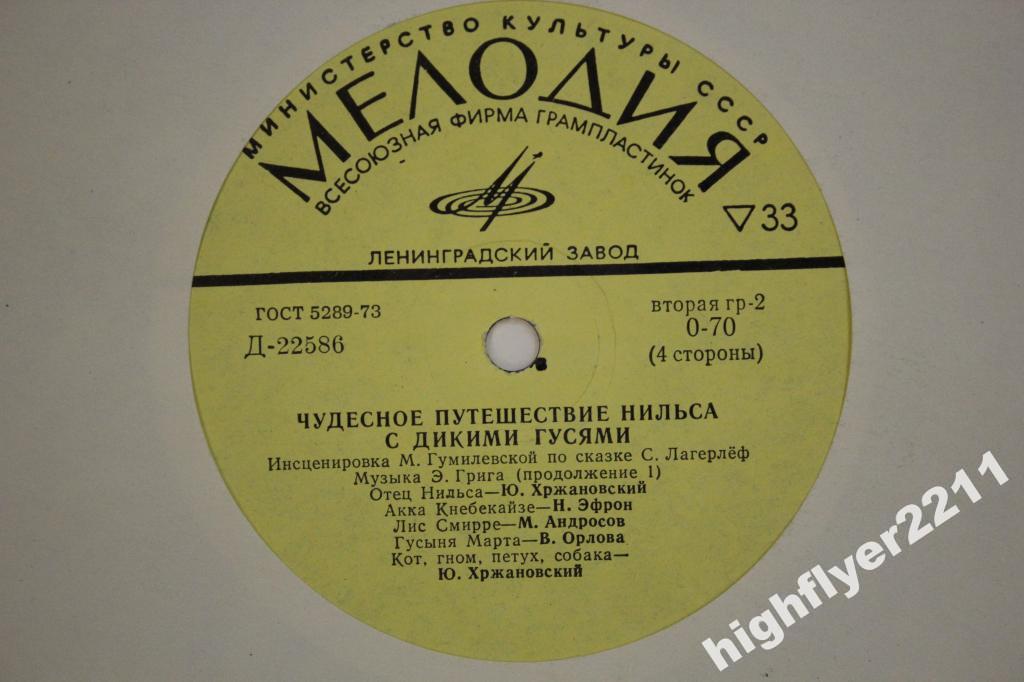 МИНИСТЕРСТВО КУЛЬТУРЫ СССР
МЕЛОДИЯ
ВСЕСОЮЗНАЯ ФИРМА ГРАМПЛАСТИНОК
▽33
ЛЕНИНГРАДСКИЙ ЗАВОД
ГОСТ 5289-73
Д-22586
вторая гр-2
0-70
(4 стороны)
ЧУДЕСНОЕ ПУТЕШЕСТВИЕ НИЛЬСА
С ДИКИМИ ГУСЯМИ
Инсценировка М. Гумилевской по сказке С. Лагерлёф
Музыка Э. Грига (продолжение 1)
Отец Нильса—Ю. Хржановский
Акка Кнебекайзе—Н. Эфрон
Лис Смирре—М. Андросов
Гусыня Марта—В. Орлова
Кот, гном, петух, собака—
Ю. Хржановский
highflyer2211